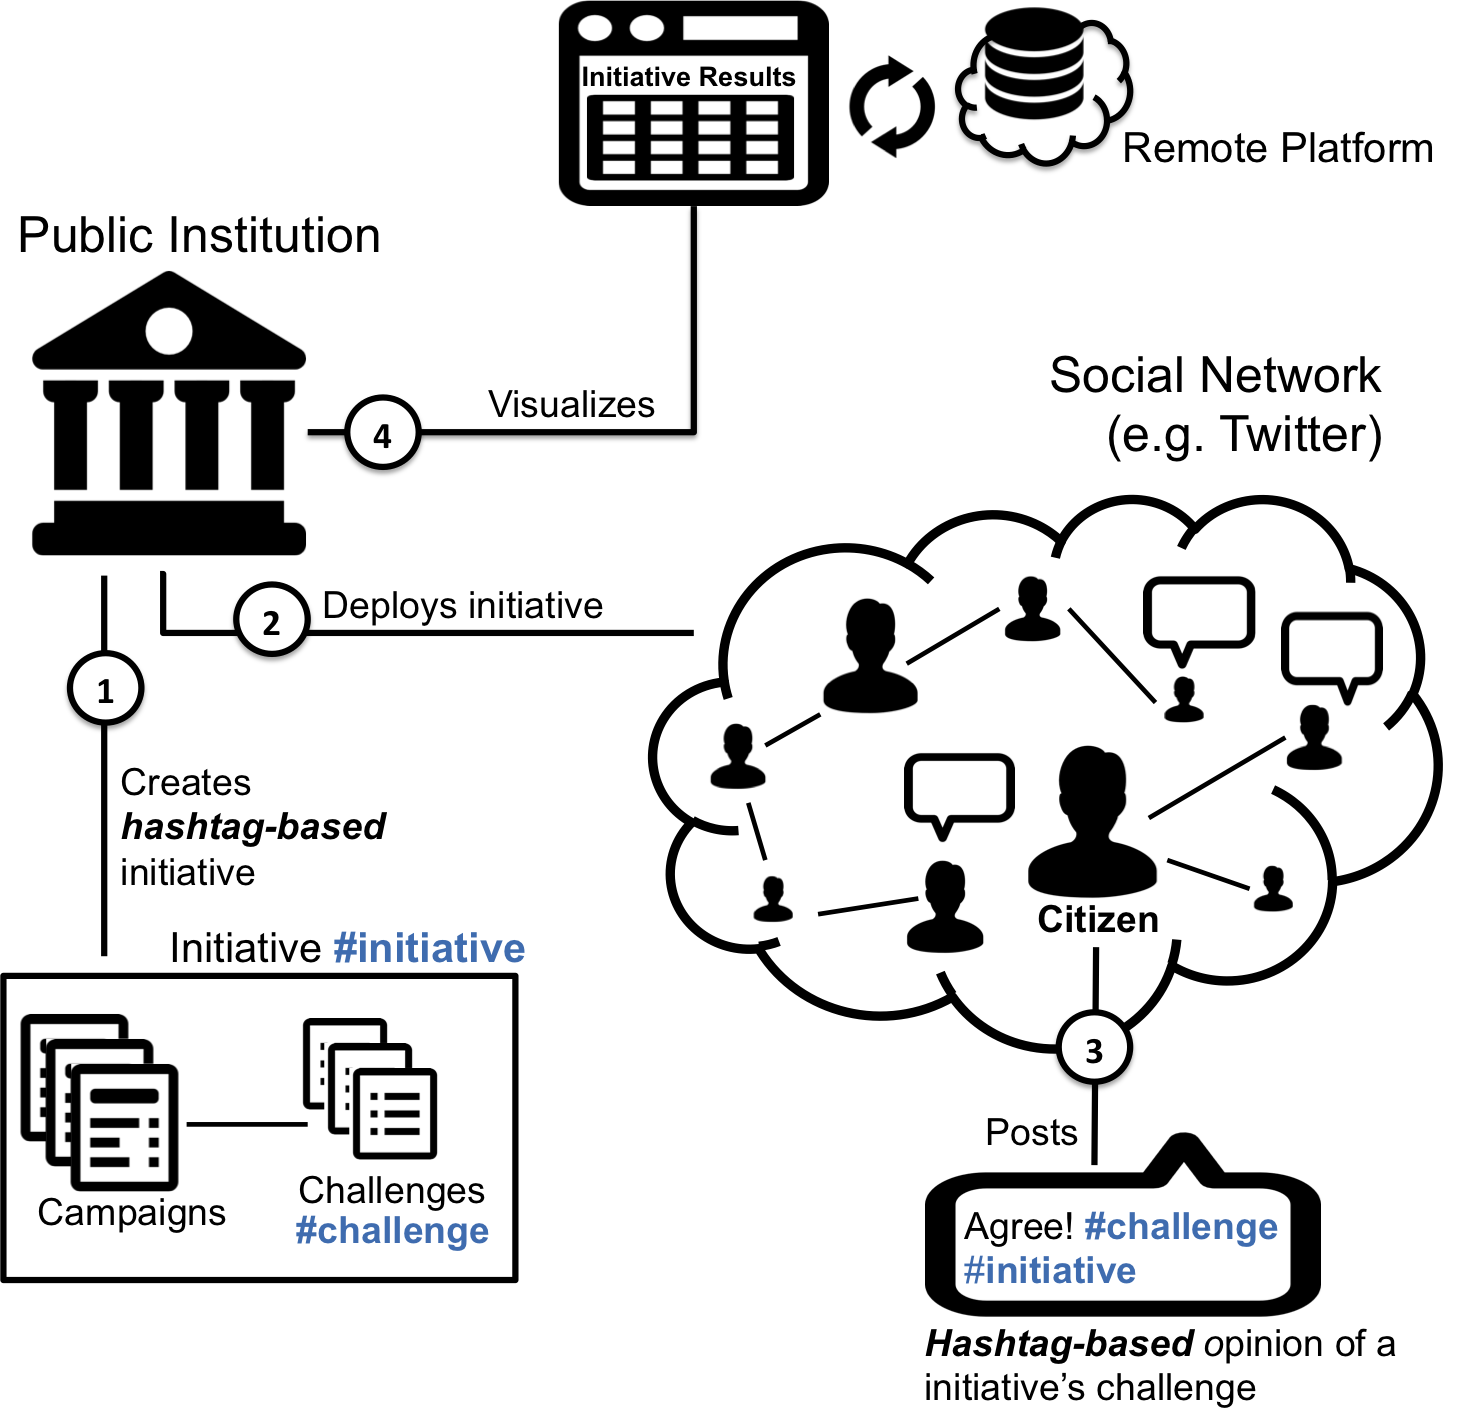 Initiative Results
Remote Platform
Public Institution
4
Visualizes
Social Network
(e.g. Twitter)
2
Deploys initiative
1
Creates
hashtag-based
initiative
Citizen
Initiative #initiative
Campaigns
Challenges
#challenge
3
Posts
Agree! #challenge
#initiative
Hashtag-based opinion of a
initiative's challenge